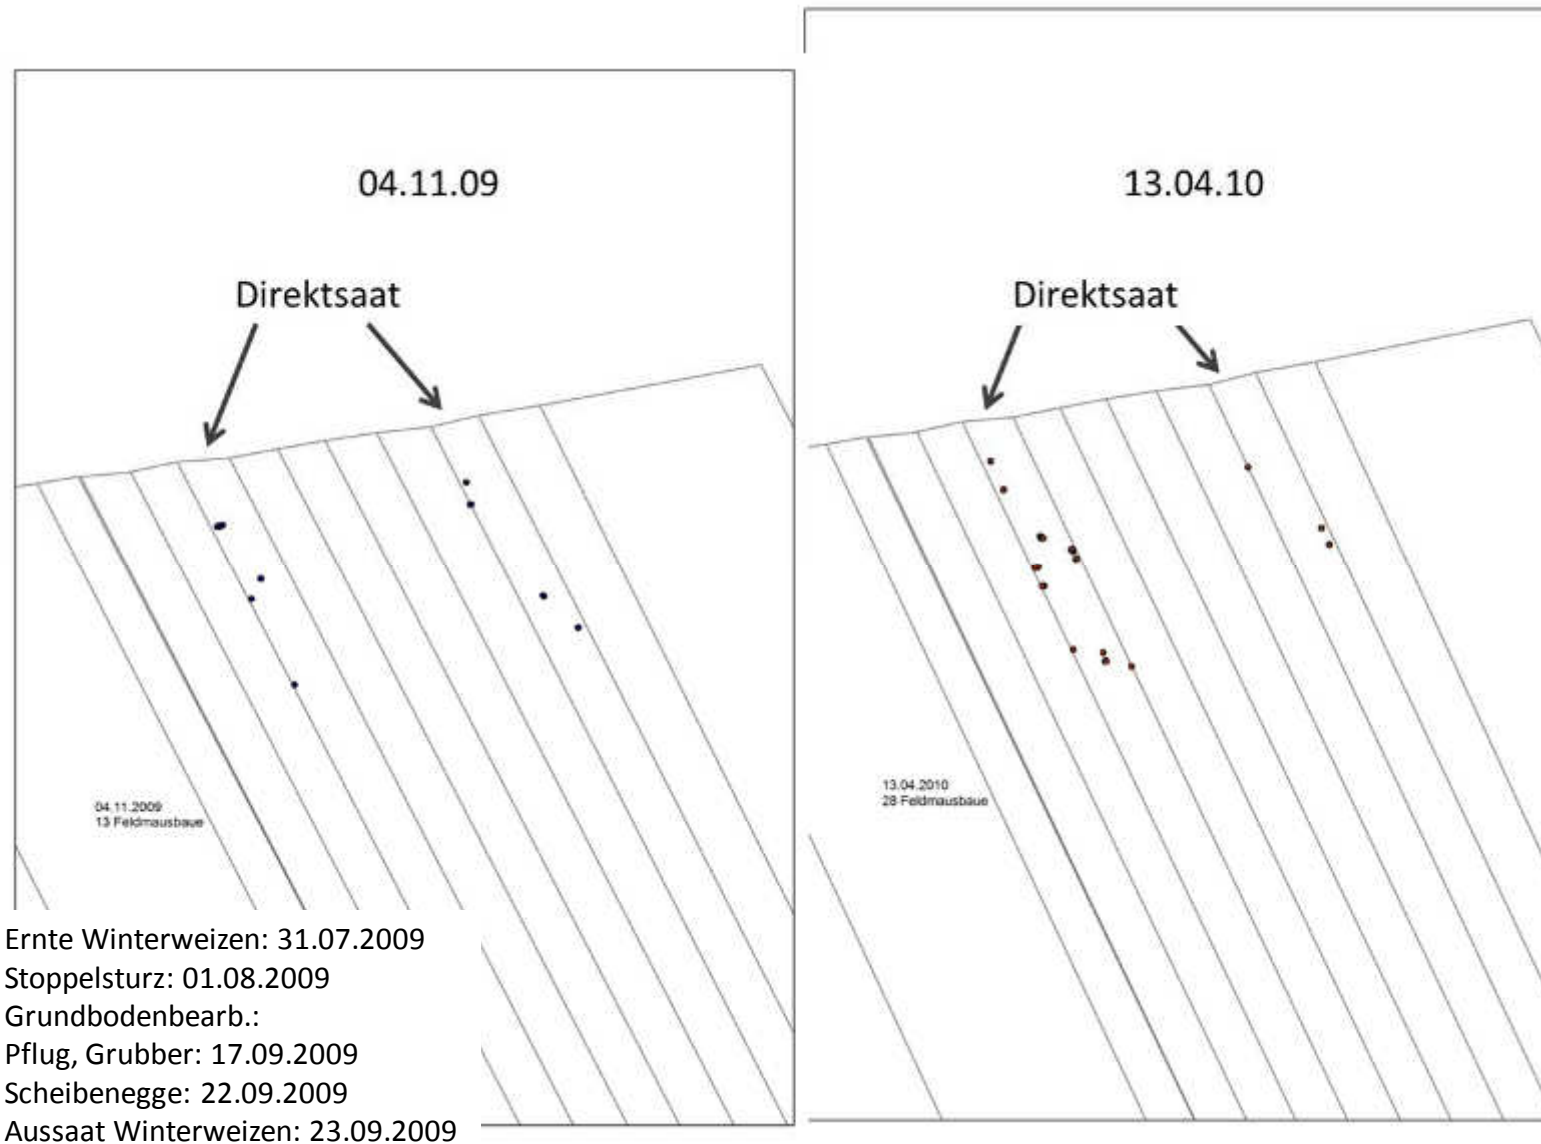 04.11.09
Direktsaat
04.11.2009
13 Feldmausbaue
13.04.10
Direktsaat
13.04.2010
28 Feldmausbaue
Ernte Winterweizen: 31.07.2009
Stoppelsturz: 01.08.2009
Grundbodenbearb.:
Pflug, Grubber: 17.09.2009
Scheibenegge: 22.09.2009
Aussaat Winterweizen: 23.09.2009